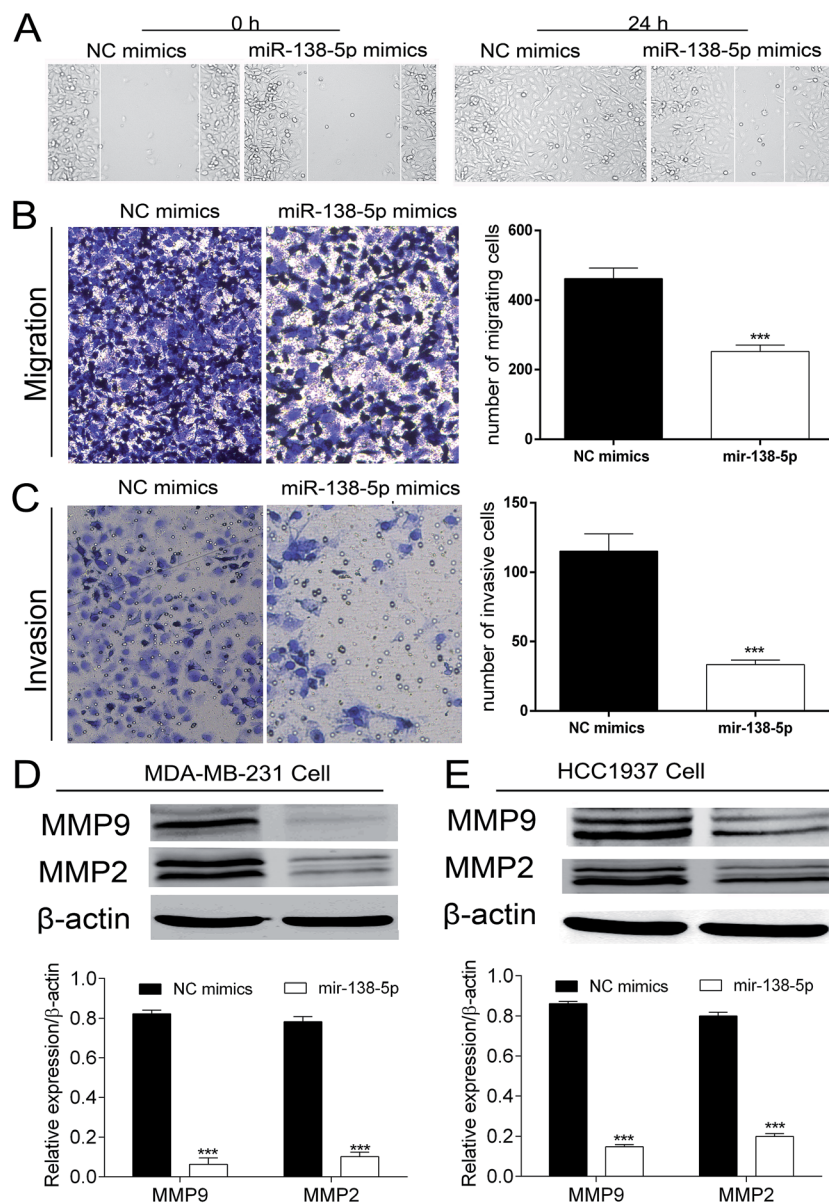 A
0 h
24 h
NC mimics
miR-138-5p mimics
NC mimics
miR-138-5p mimics
B
NC mimics
miR-138-5p mimics
Migration
number of migrating cells
600
400
200
0
***
NC mimics
mir-138-5p
C
NC mimics
miR-138-5p mimics
Invasion
number of invasive cells
150
100
50
0
***
NC mimics
mir-138-5p
D
MDA-MB-231 Cell
MMP9
MMP2
β-actin
Relative expression/β-actin
1.0
0.8
0.6
0.4
0.2
0.0
NC mimics
mir-138-5p
***
***
MMP9
MMP2
E
HCC1937 Cell
MMP9
MMP2
β-actin
Relative expression/β-actin
1.0
0.8
0.6
0.4
0.2
0.0
NC mimics
mir-138-5p
***
***
MMP9
MMP2